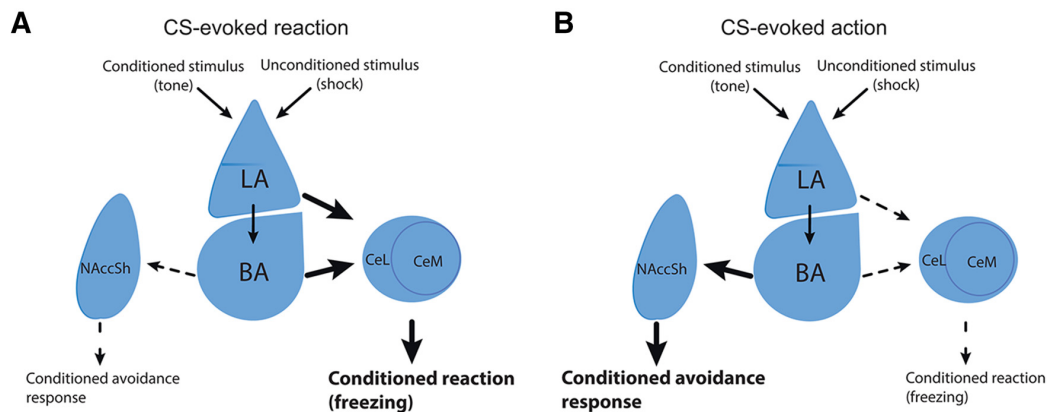 A
CS-evoked reaction
Conditioned stimulus
(tone)
Unconditioned stimulus
(shock)
LA
NAccSh
BA
CeL
CeM
Conditioned avoidance
response
Conditioned reaction
(freezing)
B
CS-evoked action
Conditioned stimulus
(tone)
Unconditioned stimulus
(shock)
LA
NAccSh
BA
CeL
CeM
Conditioned avoidance
response
Conditioned reaction
(freezing)